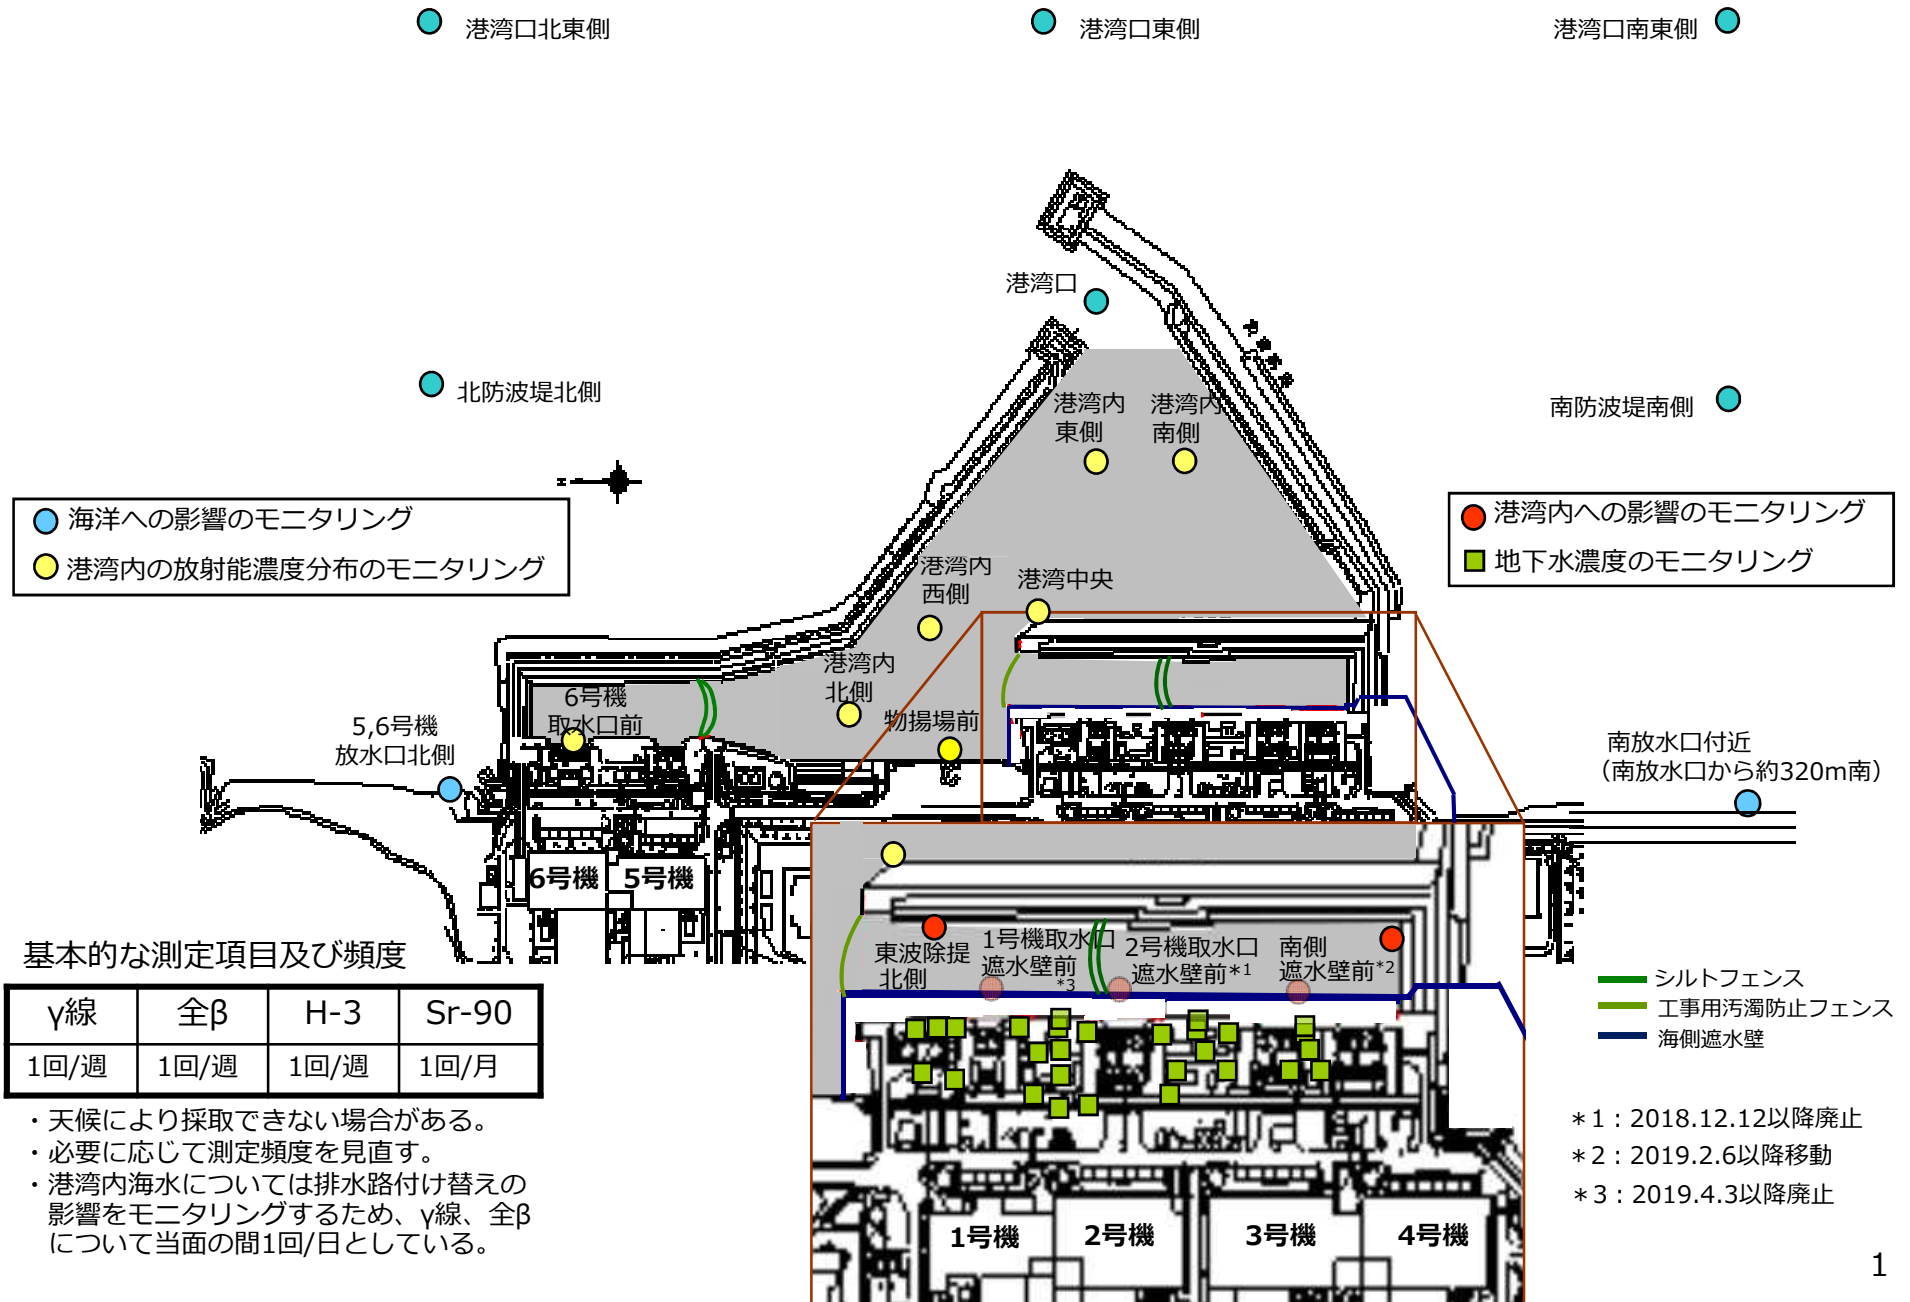 港湾口北東側
港湾口東側
港湾口南東側
港湾口
北防波堤北側
港湾内
東側
港湾内
南側
南防波堤南側
海洋への影響のモニタリング
港湾内の放射能濃度分布のモニタリング
港湾内への影響のモニタリング
地下水濃度のモニタリング
港湾内
西側
港湾中央
港湾内
北側
6号機
取水口前
物揚場前
5,6号機
放水口北側
南放水口付近
（南放水口から約320m南）
6号機
5号機
東波除堤
北側
1号機取水口
遮水壁前
*3
2号機取水口
遮水壁前*1
南側
遮水壁前*2
シルトフェンス
工事用汚濁防止フェンス
海側遮水壁
基本的な測定項目及び頻度
γ線 全β H-3 Sr-90
1回/週 1回/週 1回/週 1回/月
・天候により採取できない場合がある。
・必要に応じて測定頻度を見直す。
・港湾内海水については排水路付け替えの
影響をモニタリングするため、γ線、全β
について当面の間1回/日としている。
＊1：2018.12.12以降廃止
＊2：2019.2.6以降移動
＊3：2019.4.3以降廃止
1号機
2号機
3号機
4号機
1